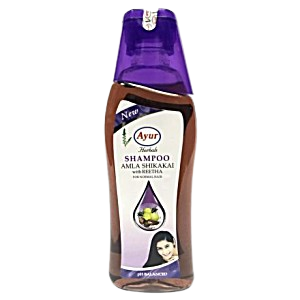 New
Ayur
Herbals
SHAMPOO
AMLA SHIKAKAI
with REETHA
FOR NORMAL HAIR
pH BALANCED